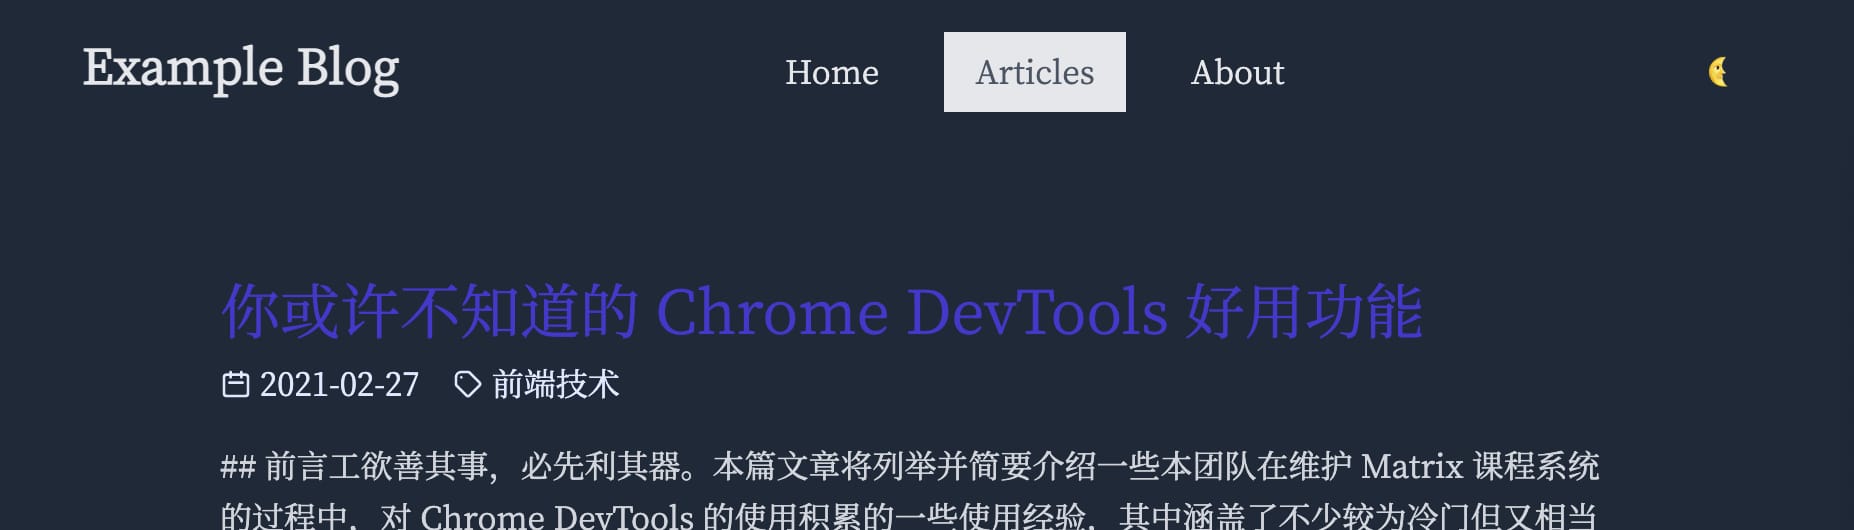 Example Blog
Home Articles About
你或许不知道的 Chrome DevTools 好用功能
2021-02-27 前端技术
## 前言工欲善其事，必先利其器。本篇文章将列举并简要介绍一些本团队在维护 Matrix 课程系统
的过程中，对 Chrome DevTools 的使用积累的一些使用经验，其中涵盖了不少较为冷门但又相当